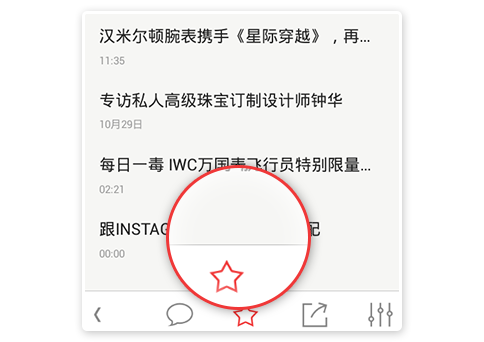 汉米尔顿腕表携手《星际穿越》，再…
11:35
专访私人高级珠宝订制设计师钟华
10月29日
每日一毒 IWC万国表飞行员特别限量…
02:21
跟INSTAG 配
00:00